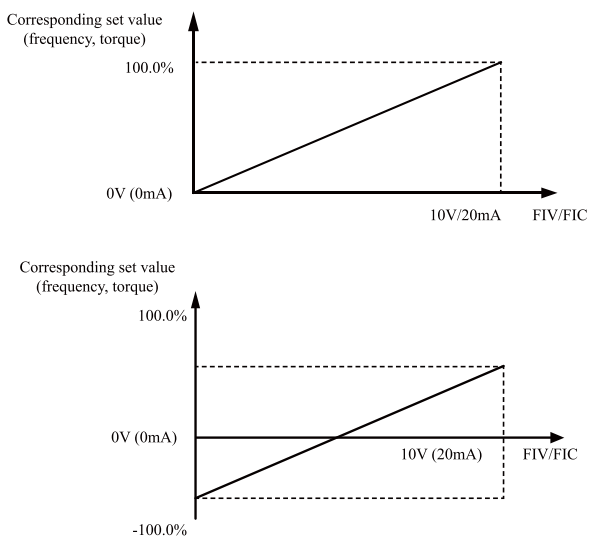 Corresponding set value
(frequency, torque)
100.0%
0V (0mA)
10V/20mA
FIV/FIC
Corresponding set value
(frequency, torque)
100.0%
0V (0mA)
10V (20mA)
FIV/FIC
-100.0%